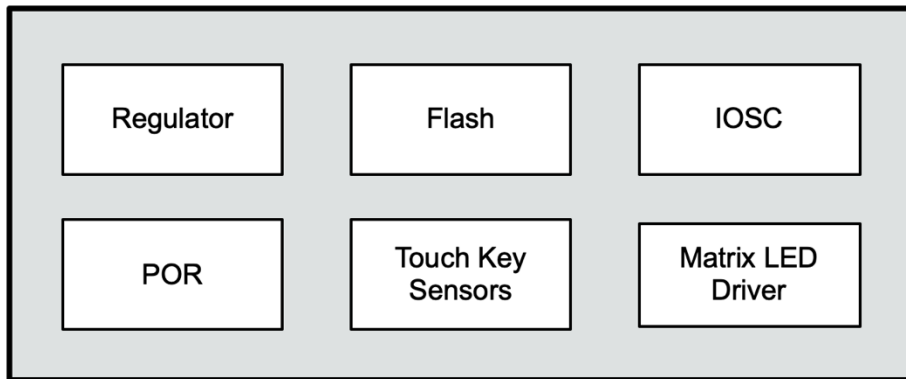 Regulator
Flash
IOSC
POR
Touch Key
Sensors
Matrix LED
Driver